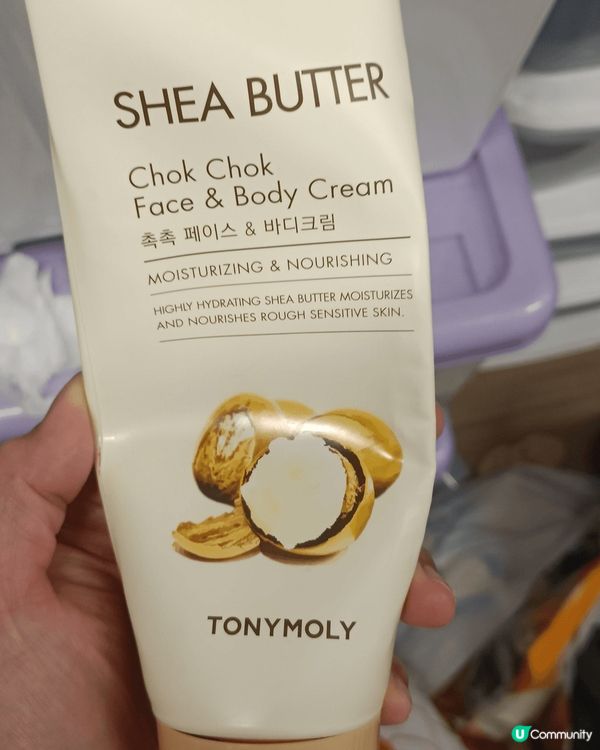 SHEA BUTTER
Chok Chok
Face & Body Cream
촉촉 페이스 & 바디크림
MOISTURIZING & NOURISHING
HIGHLY HYDRATING SHEA BUTTER MOISTURIZES
AND NOURISHES ROUGH SENSITIVE SKIN.
TONYMOLY
U Community